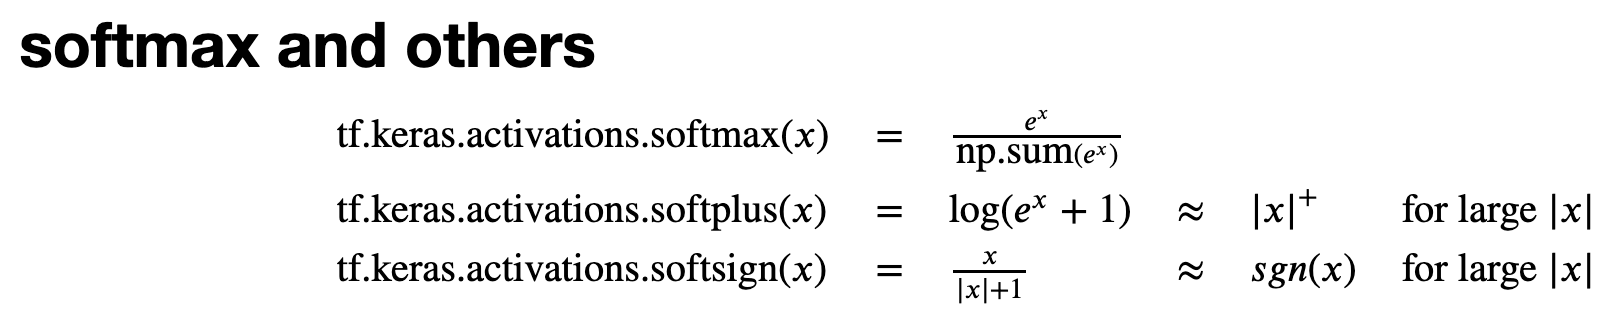 softmax and others
tf.keras.activations.softmax(x) = e^x / np.sum(e^x)
tf.keras.activations.softplus(x) = log(e^x + 1) ≈ |x|^+ for large |x|
tf.keras.activations.softsign(x) = x / |x|+1 ≈ sgn(x) for large |x|